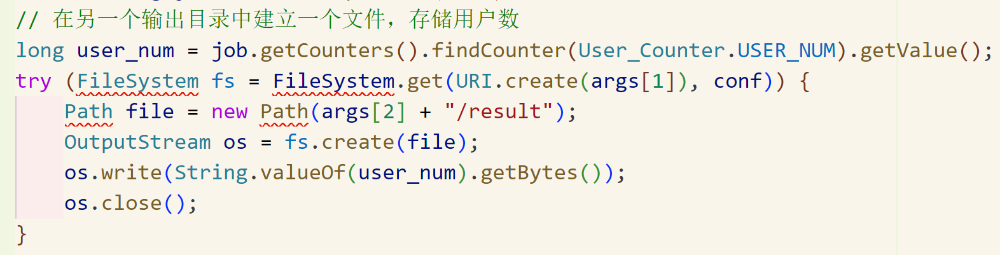 // 在另一个输出目录中建立一个文件，存储用户数
long user_num = job.getCounters().findCounter(User_Counter.USER_NUM).getValue();
try (FileSystem fs = FileSystem.get(URI.create(args[1]), conf)) {
    Path file = new Path(args[2] + "/result");
    OutputStream os = fs.create(file);
    os.write(String.valueOf(user_num).getBytes());
    os.close();
}